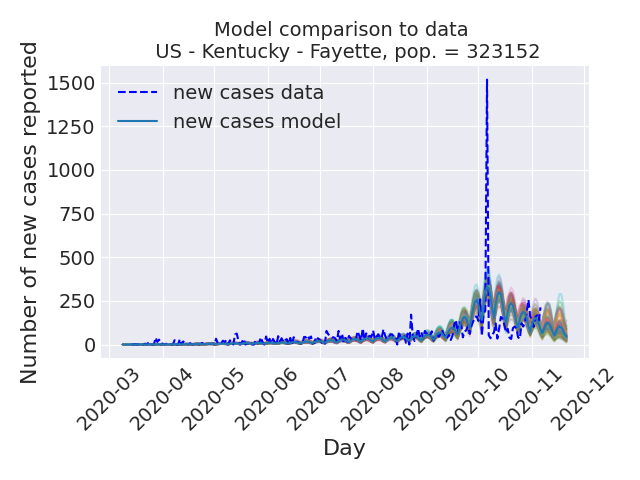 Model comparison to data
US - Kentucky - Fayette, pop. = 323152
Number of new cases reported
1500
1250
1000
750
500
250
0
new cases data
new cases model
2020-03
2020-04
2020-05
2020-06
2020-07
2020-08
2020-09
2020-10
2020-11
2020-12
Day